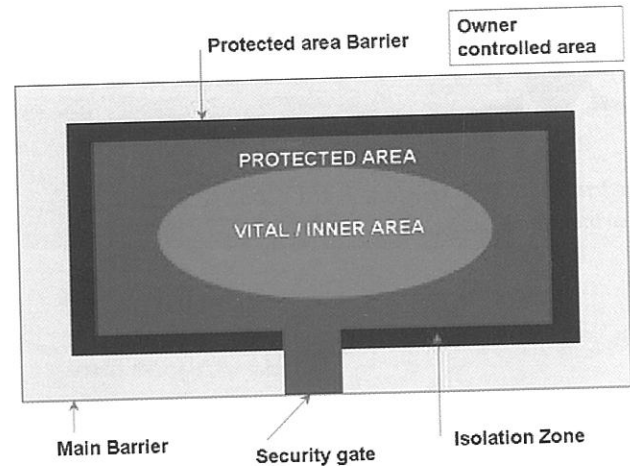 Owner
controlled area
Protected area Barrier
PROTECTED AREA
VITAL / INNER AREA
Main Barrier
Security gate
Isolation Zone